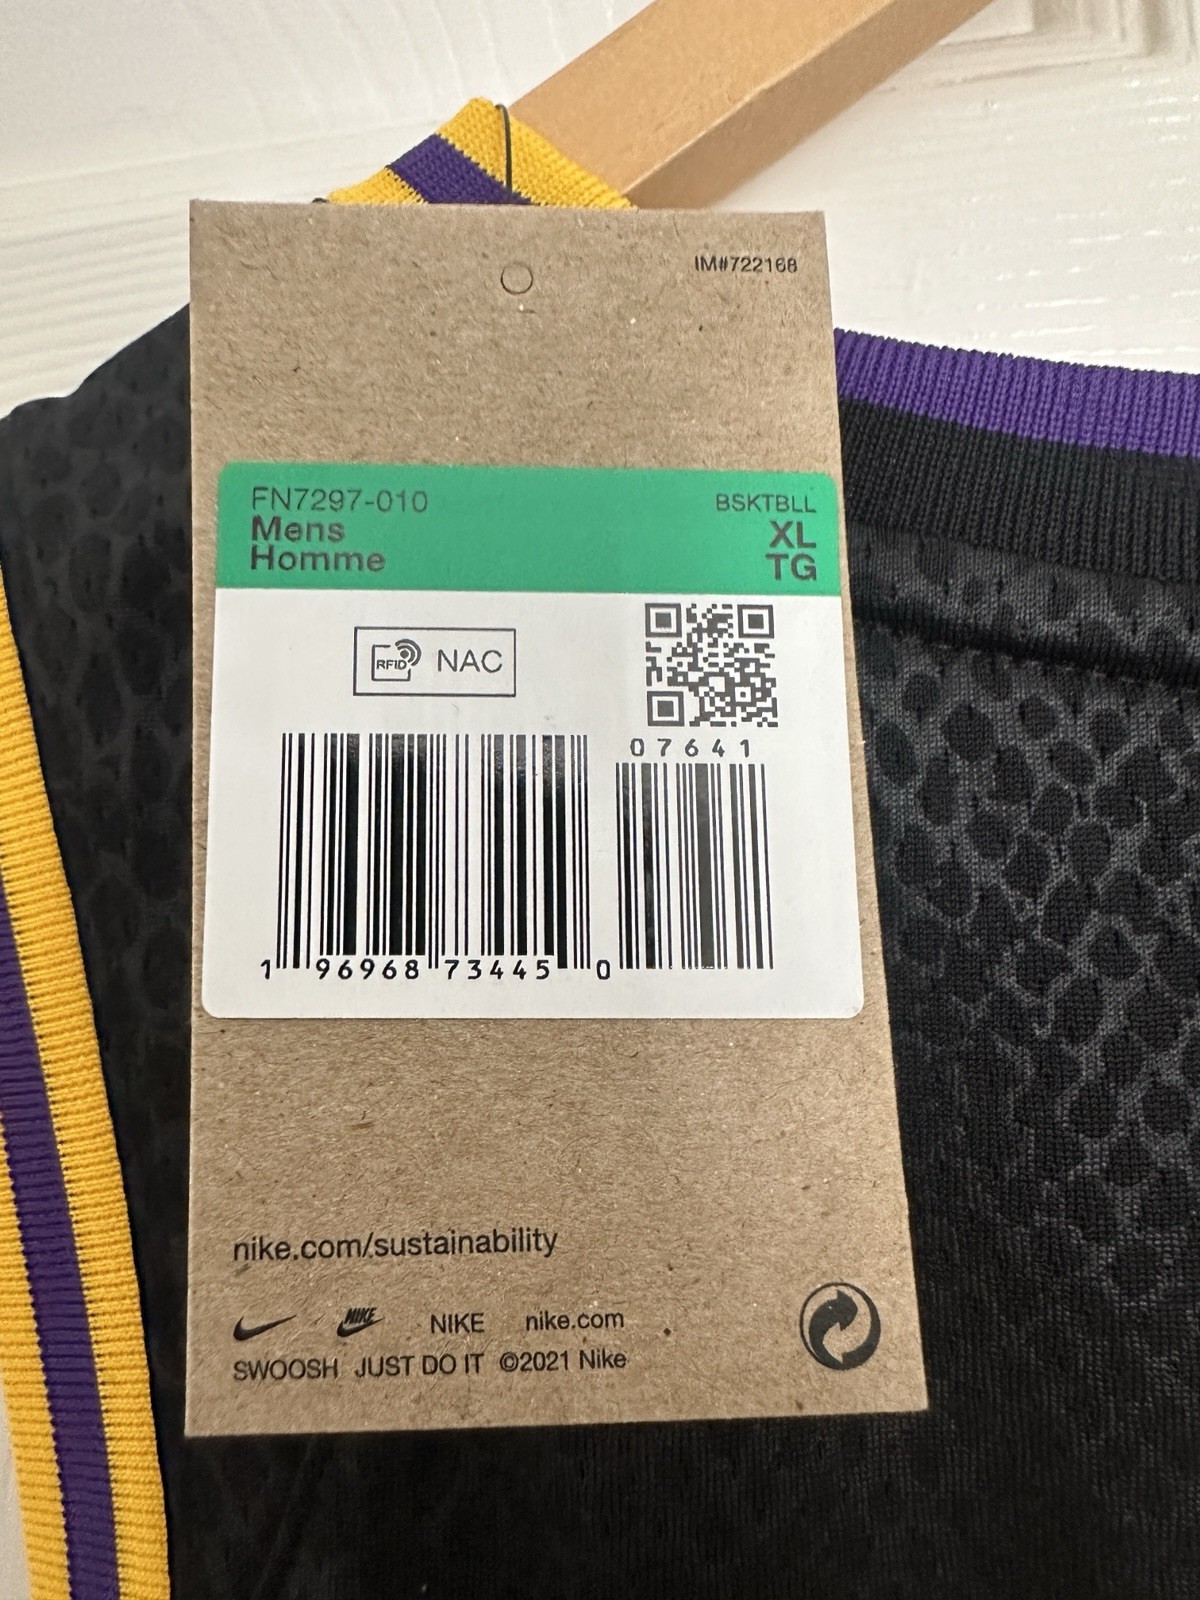 IM#722168
FN7297-010 BSKTBLL
Mens XL
Homme TG
RFID NAC
07641
1 96968 73445 0
nike.com/sustainability
NIKE NIKE nike.com
SWOOSH JUST DO IT ©2021 Nike